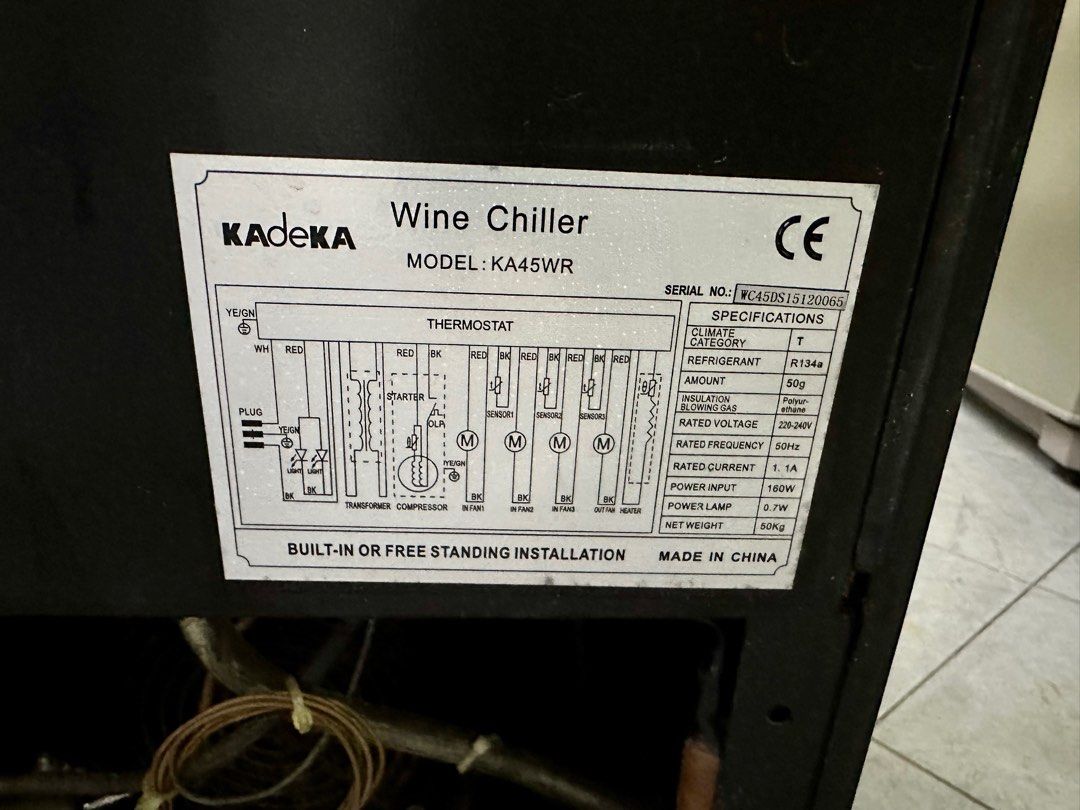 KAdeKA
Wine Chiller
CE
MODEL: KA45WR
SERIAL NO.: WC45DS15120065
YE/GN
THERMOSTAT
WH RED RED BK RED BK RED BK RED BK RED
STARTER
OLP
SENSOR1 SENSOR2 SENSOR3
PLUG
YE/GN
M M M M
LIGHT LIGHT
YE/GN
BK BK BK BK BK BK
TRANSFORMER COMPRESSOR IN FAN1 IN FAN2 IN FAN3 OUT FAN HEATER
SPECIFICATIONS
CLIMATE CATEGORY T
REFRIGERANT R134a
AMOUNT 50g
INSULATION BLOWING GAS Polyur-ethane
RATED VOLTAGE 220-240V
RATED FREQUENCY 50Hz
RATED CURRENT 1.1A
POWER INPUT 160W
POWER LAMP 0.7W
NET WEIGHT 50Kg
BUILT-IN OR FREE STANDING INSTALLATION
MADE IN CHINA